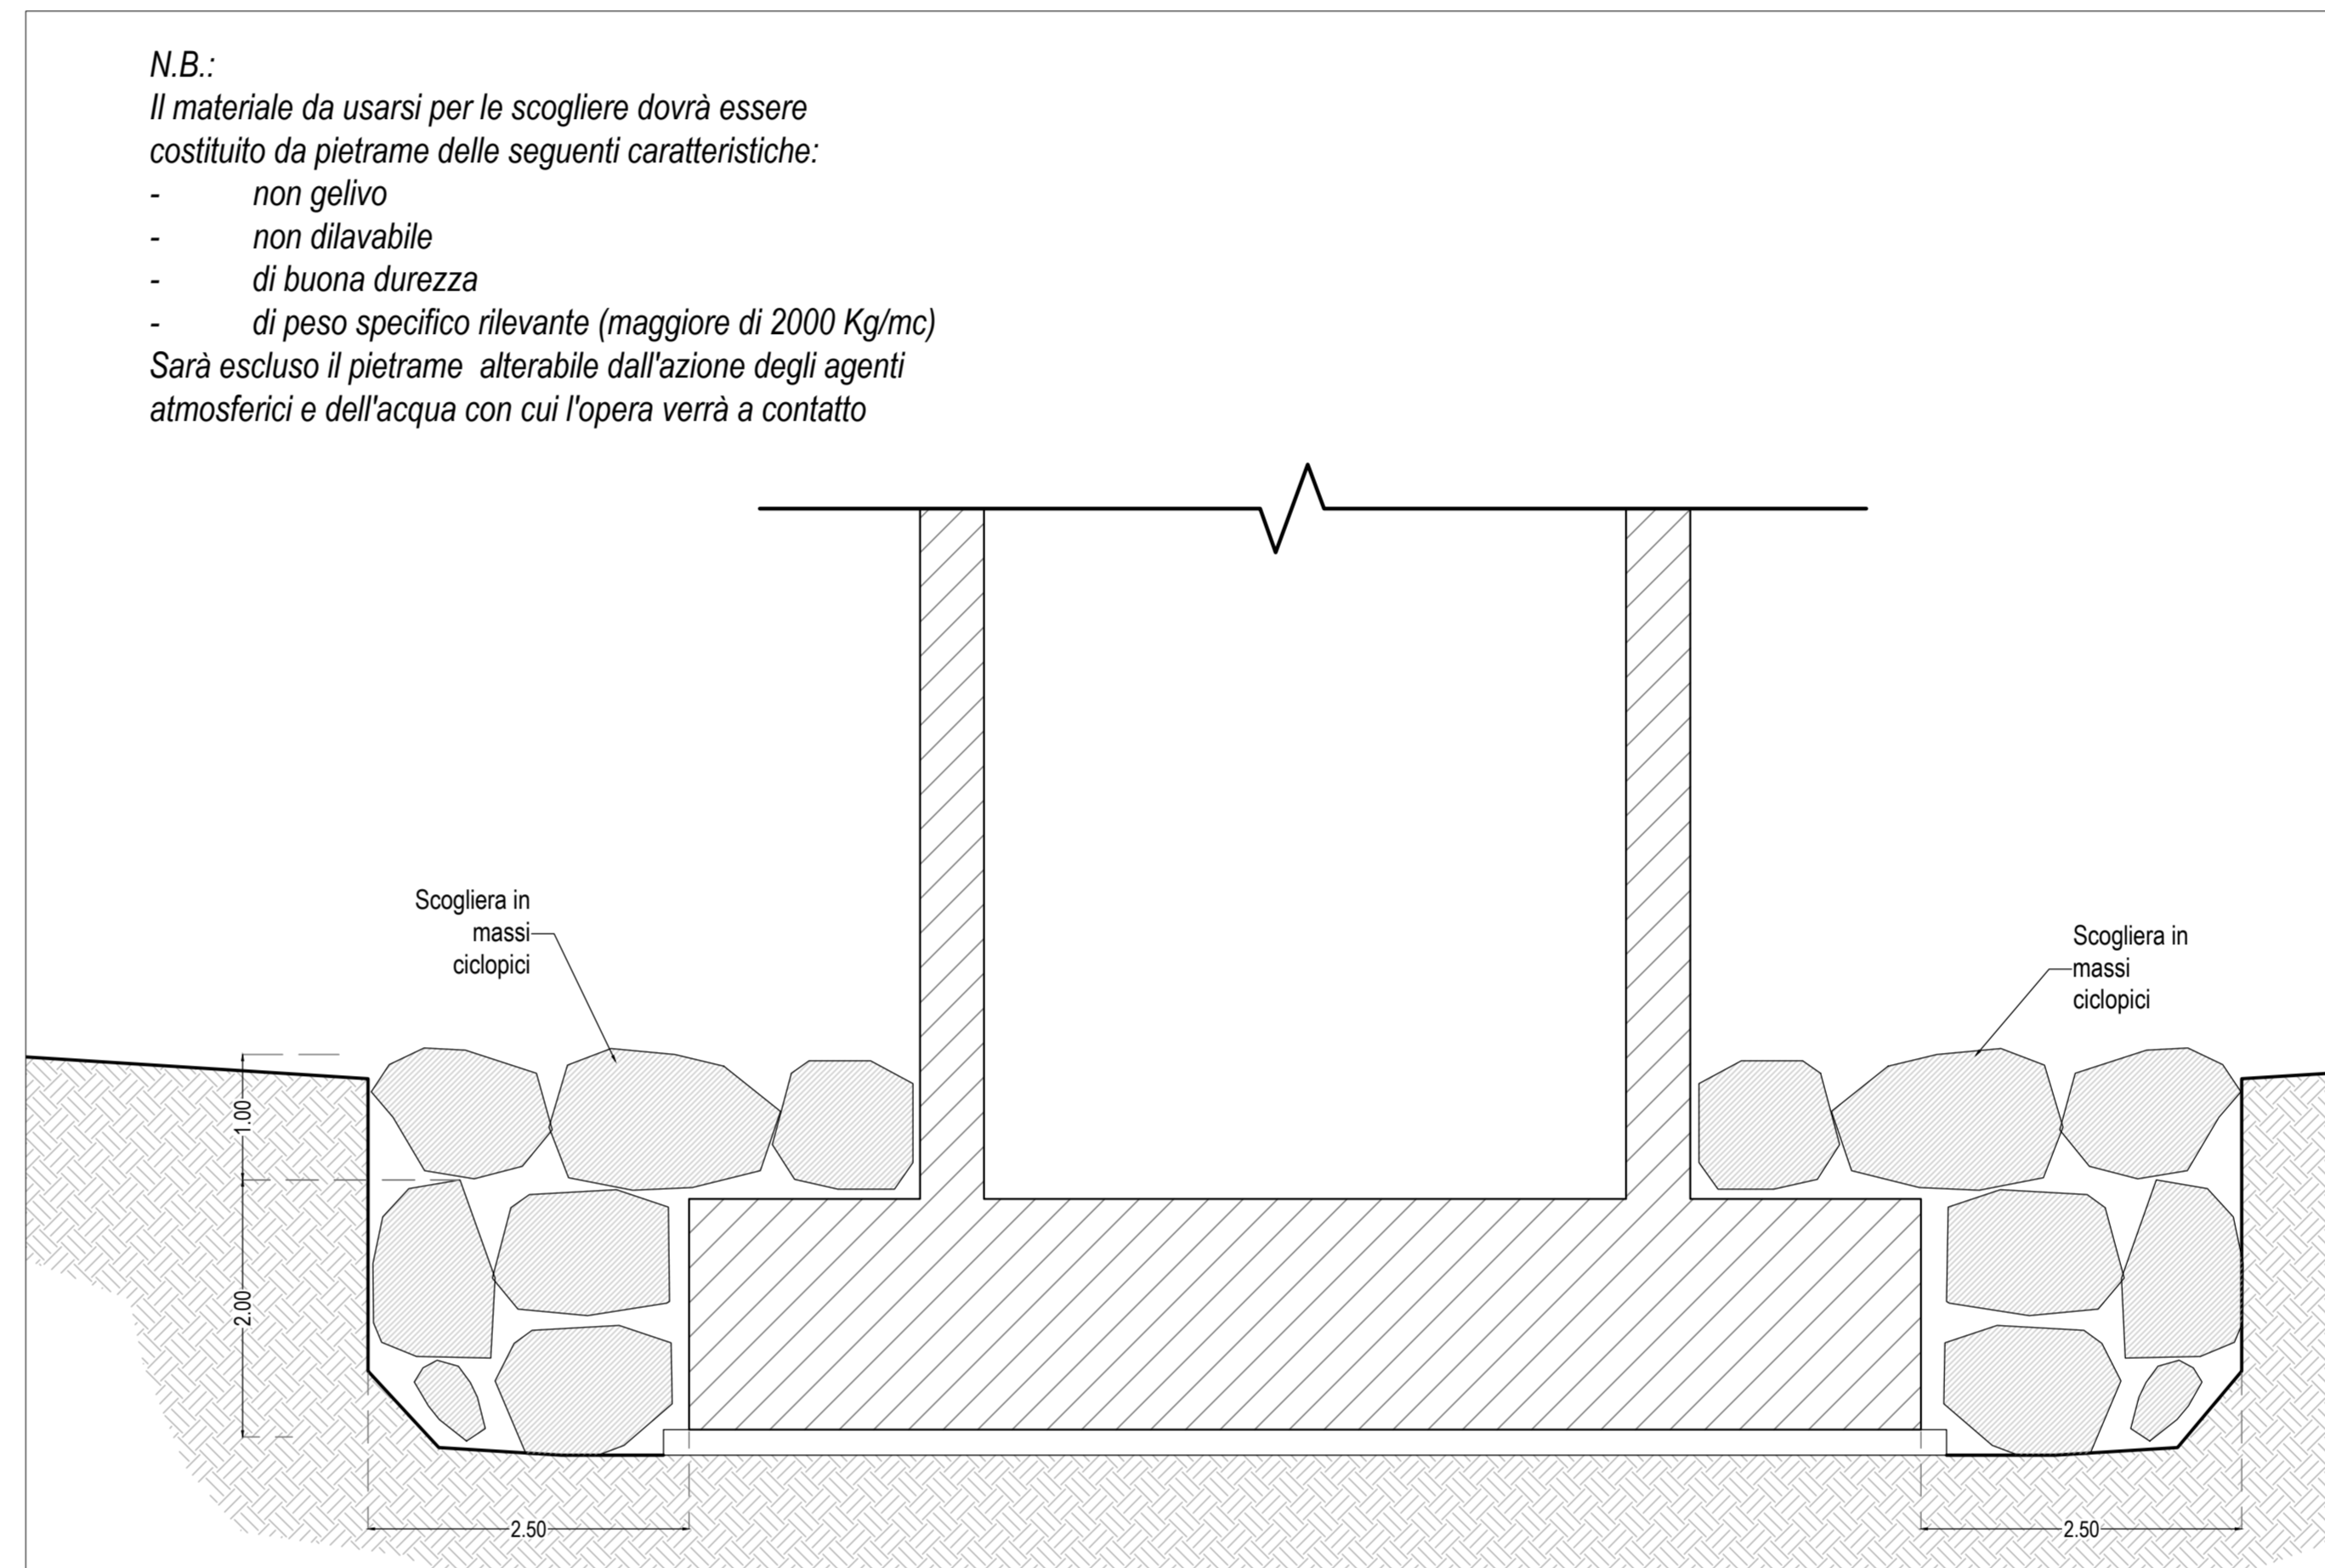 N.B.:
Il materiale da usarsi per le scogliere dovrà essere
costituito da pietrame delle seguenti caratteristiche:
- non gelivo
- non dilavabile
- di buona durezza
- di peso specifico rilevante (maggiore di 2000 Kg/mc)
Sarà escluso il pietrame alterabile dall'azione degli agenti
atmosferici e dell'acqua con cui l'opera verrà a contatto
Scogliera in
massi
ciclopici
Scogliera in
massi
ciclopici
1.00
2.00
2.50
2.50